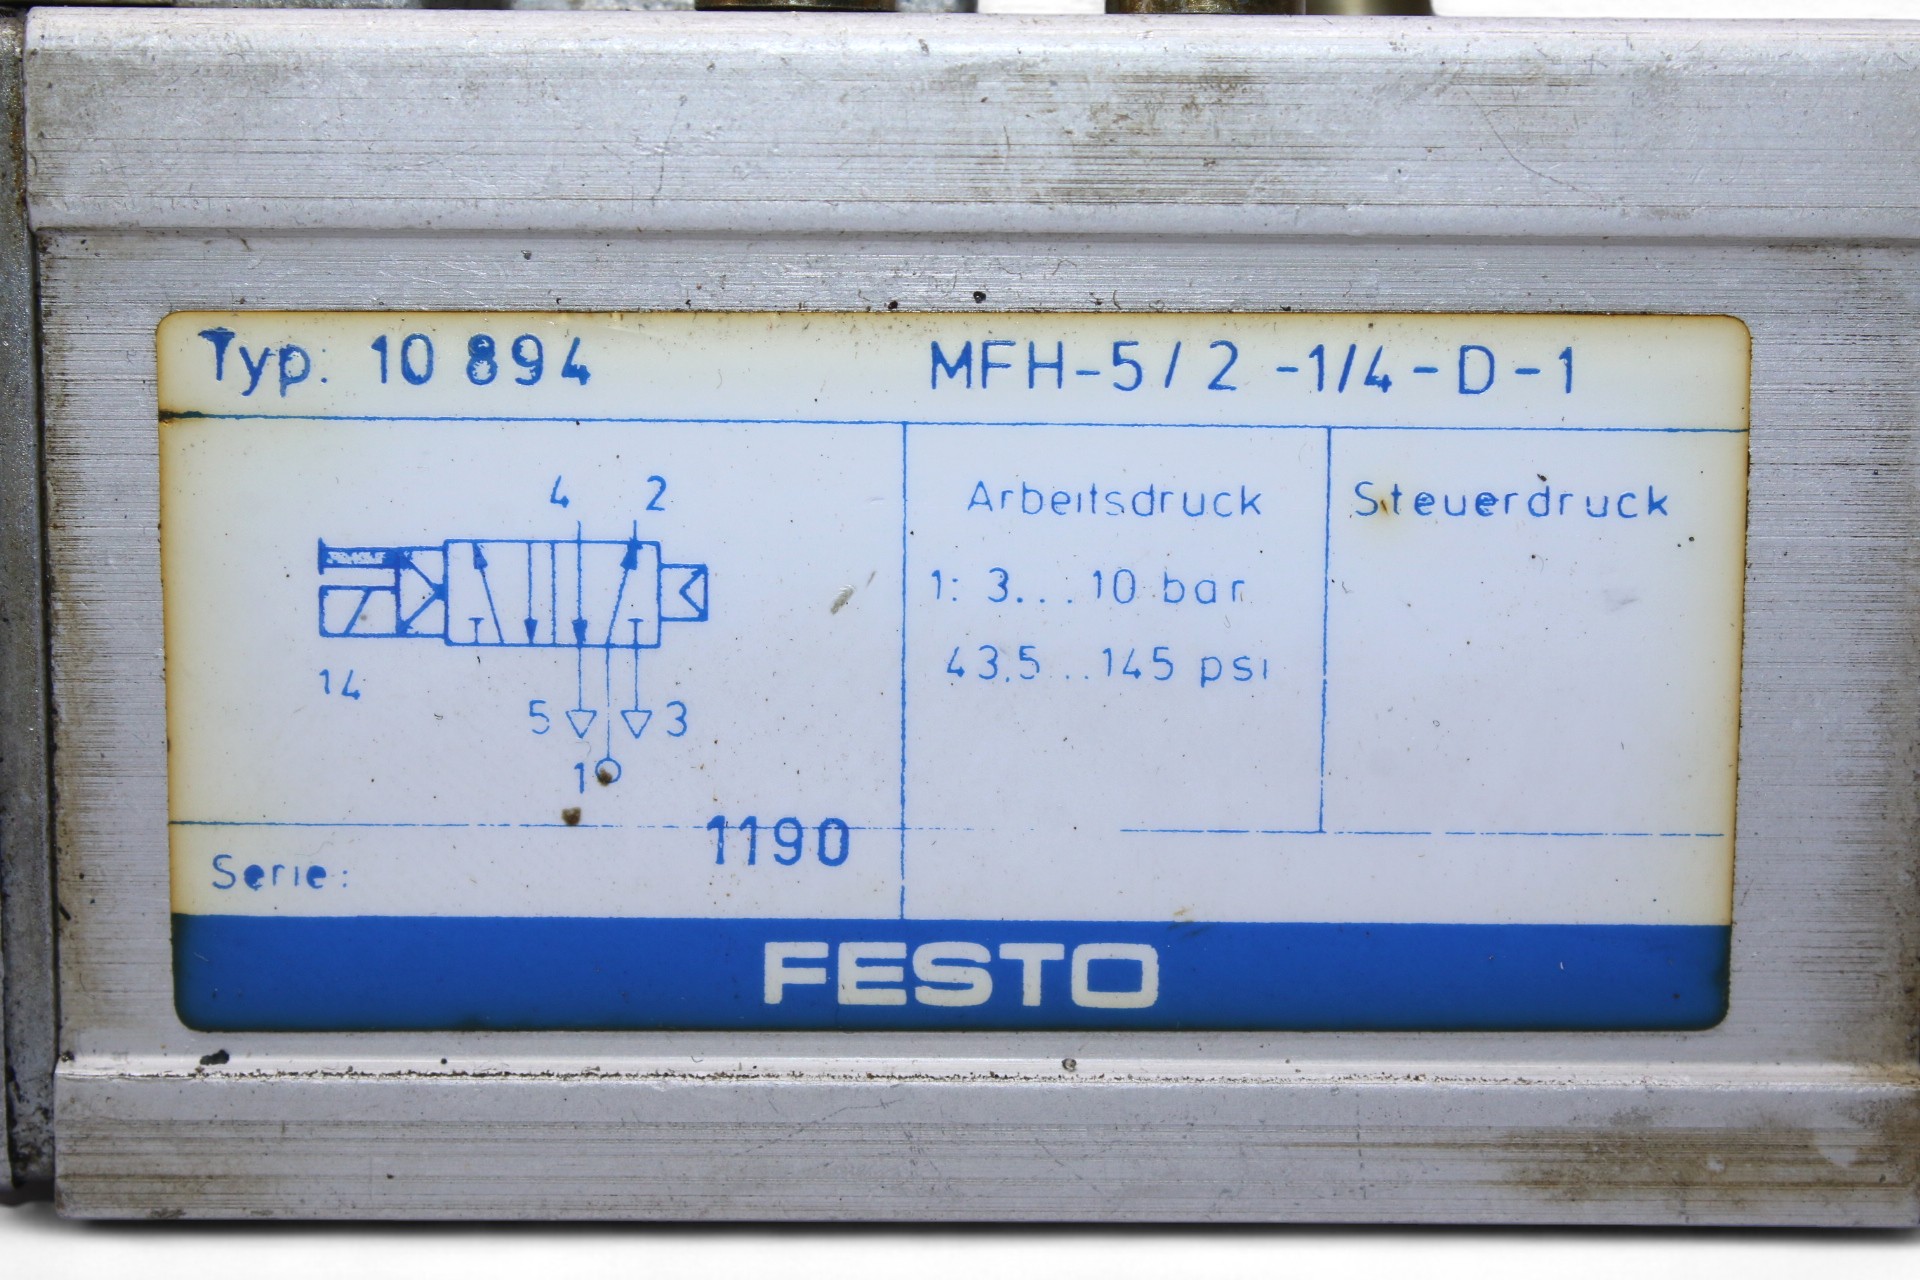 Typ: 10 894 MFH-5/2 -1/4-D-1
4 2
14
5 3
1
Arbeitsdruck
1: 3...10 bar
43,5...145 psi
Steuerdruck
Serie: 1190
FESTO